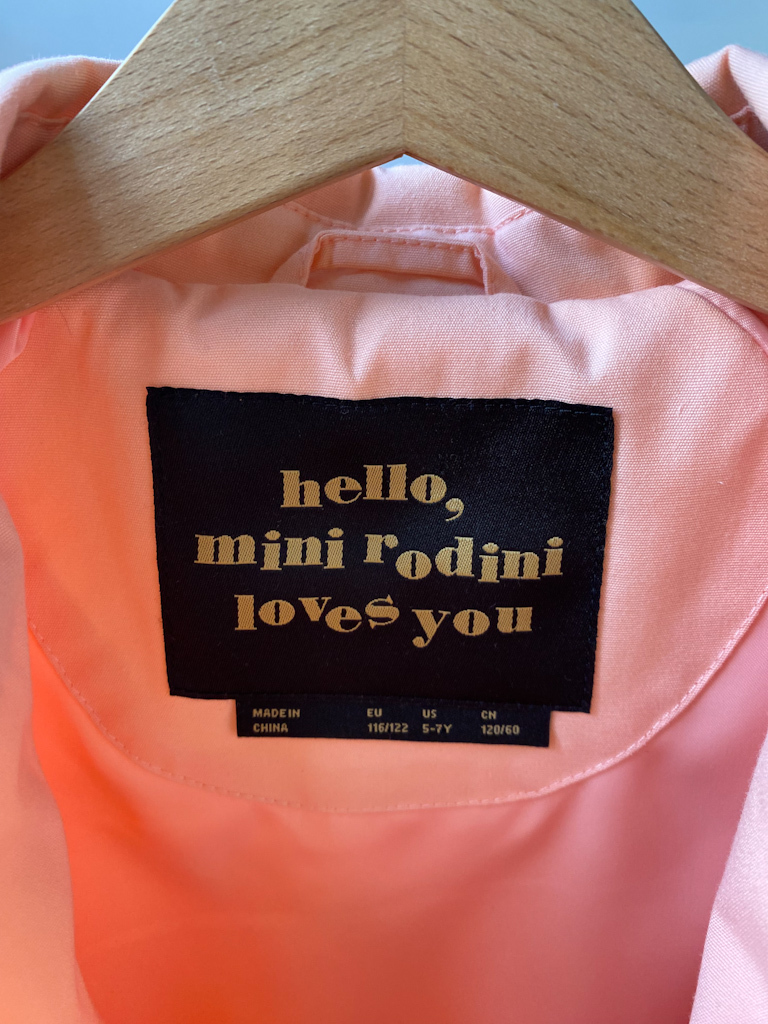 hello,
mini rodini
loves you
MADE IN EU US CN
CHINA 116/122 5-7Y 120/60